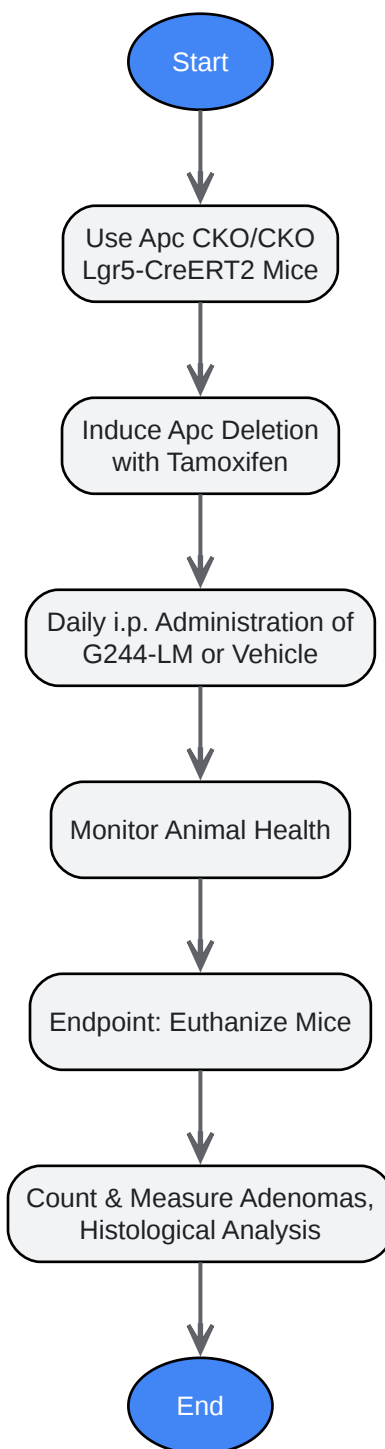 Start
Use Apc CKO/CKO
Lgr5-CreERT2 Mice
Induce Apc Deletion
with Tamoxifen
Daily i.p. Administration of
G244-LM or Vehicle
Monitor Animal Health
Endpoint: Euthanize Mice
Count & Measure Adenomas,
Histological Analysis
End